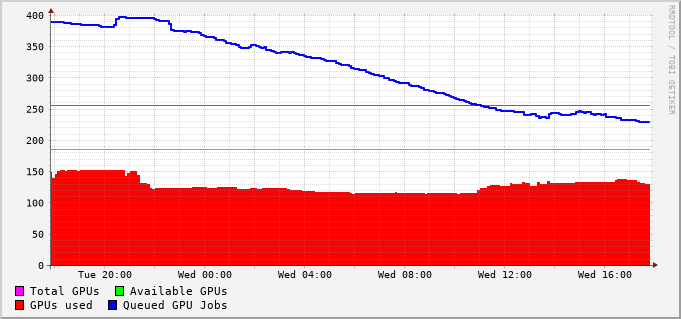 400
350
300
250
200
150
100
50
0
Tue 20:00 Wed 00:00 Wed 04:00 Wed 08:00 Wed 12:00 Wed 16:00
Total GPUs Available GPUs
GPUs used Queued GPU Jobs
RRDTOOL / TOBI OETIKER